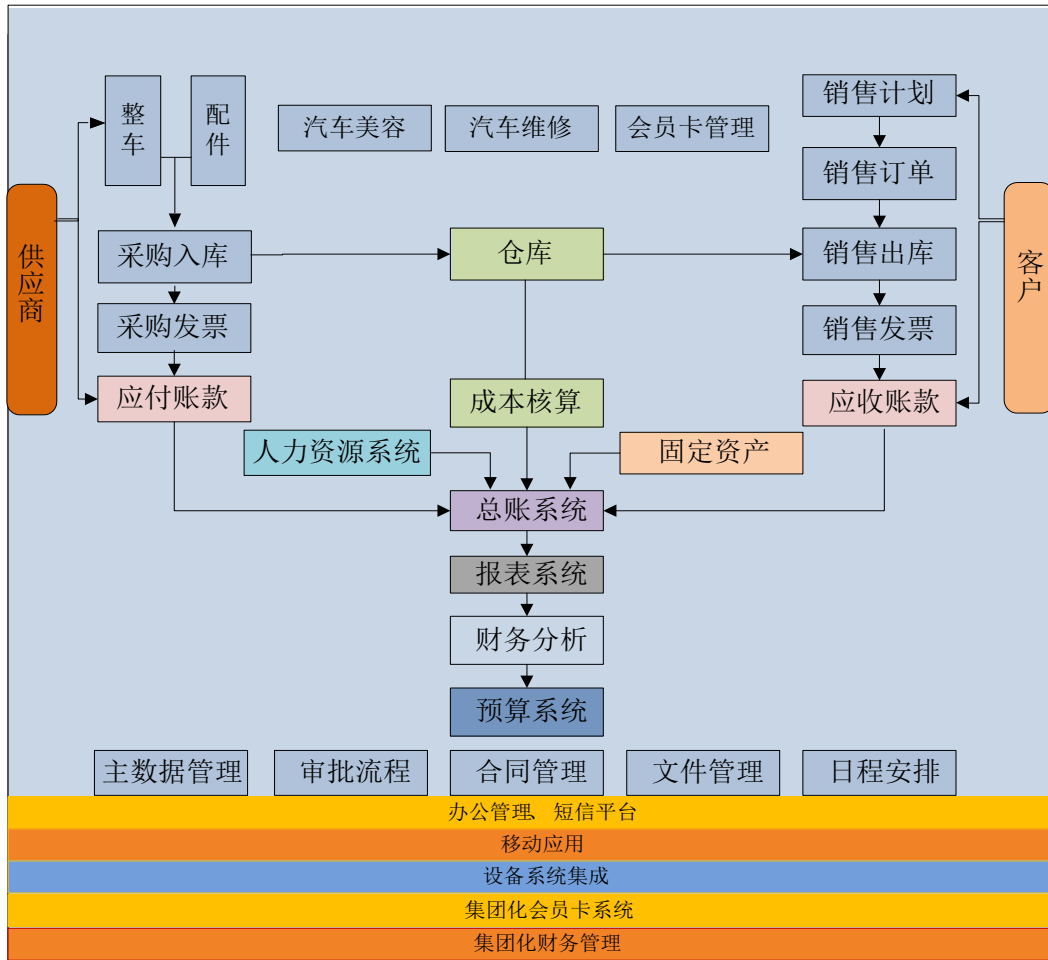 整车
配件
汽车美容
汽车维修
会员卡管理
销售计划
销售订单
供应商
采购入库
仓库
销售出库
客户
采购发票
销售发票
应付账款
成本核算
应收账款
人力资源系统
固定资产
总账系统
报表系统
财务分析
预算系统
主数据管理
审批流程
合同管理
文件管理
日程安排
办公管理、短信平台
移动应用
设备系统集成
集团化会员卡系统
集团化财务管理